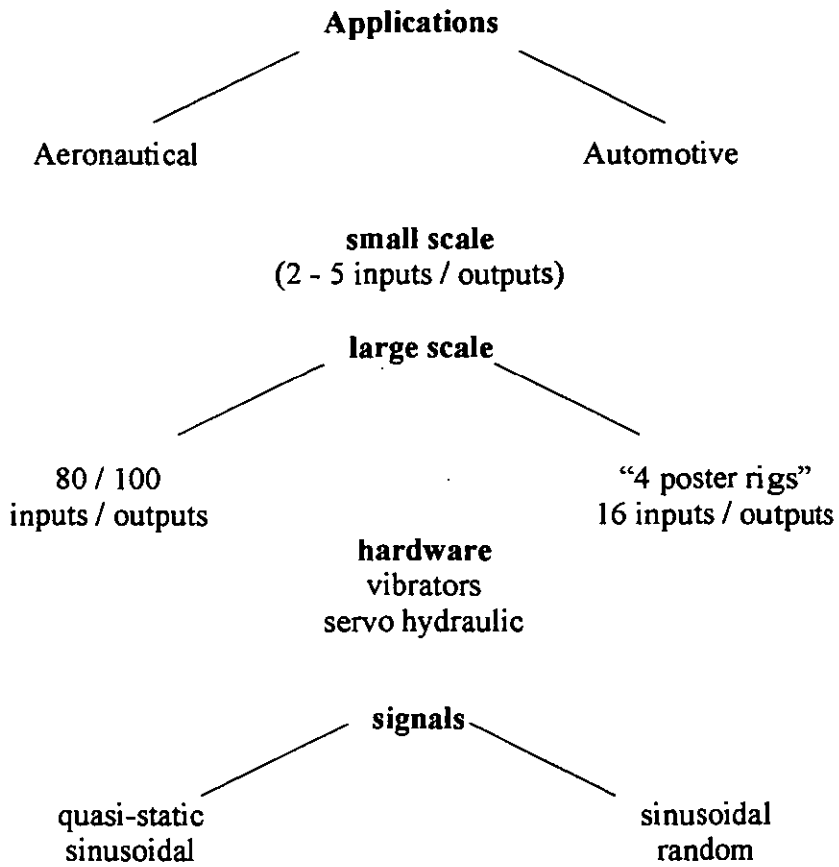 Applications
Aeronautical
Automotive
small scale
(2 - 5 inputs / outputs)
large scale
80 / 100
inputs / outputs
“4 poster rigs”
16 inputs / outputs
hardware
vibrators
servo hydraulic
signals
quasi-static
sinusoidal
sinusoidal
random